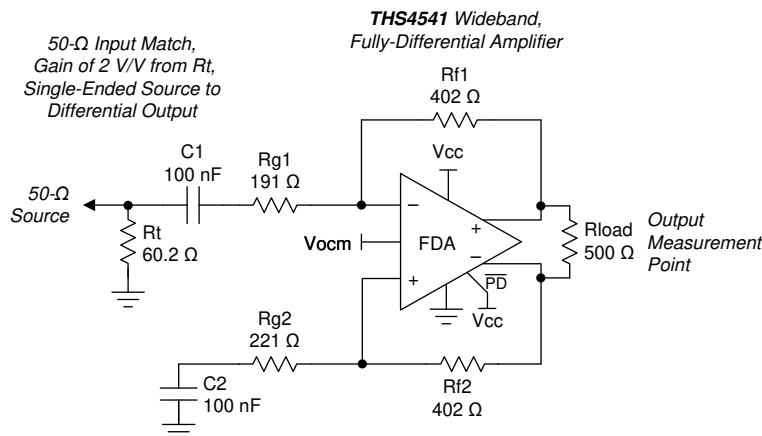 THS4541 Wideband,
Fully-Differential Amplifier
50-Ω Input Match,
Gain of 2 V/V from Rt,
Single-Ended Source to
Differential Output
Rf1
402 Ω
C1
100 nF
Rg1
191 Ω
Vcc
50-Ω
Source
Rt
60.2 Ω
−
+
Vocm
FDA
−
+
PD
Vcc
Rload
500 Ω
Output
Measurement
Point
Rg2
221 Ω
C2
100 nF
Rf2
402 Ω